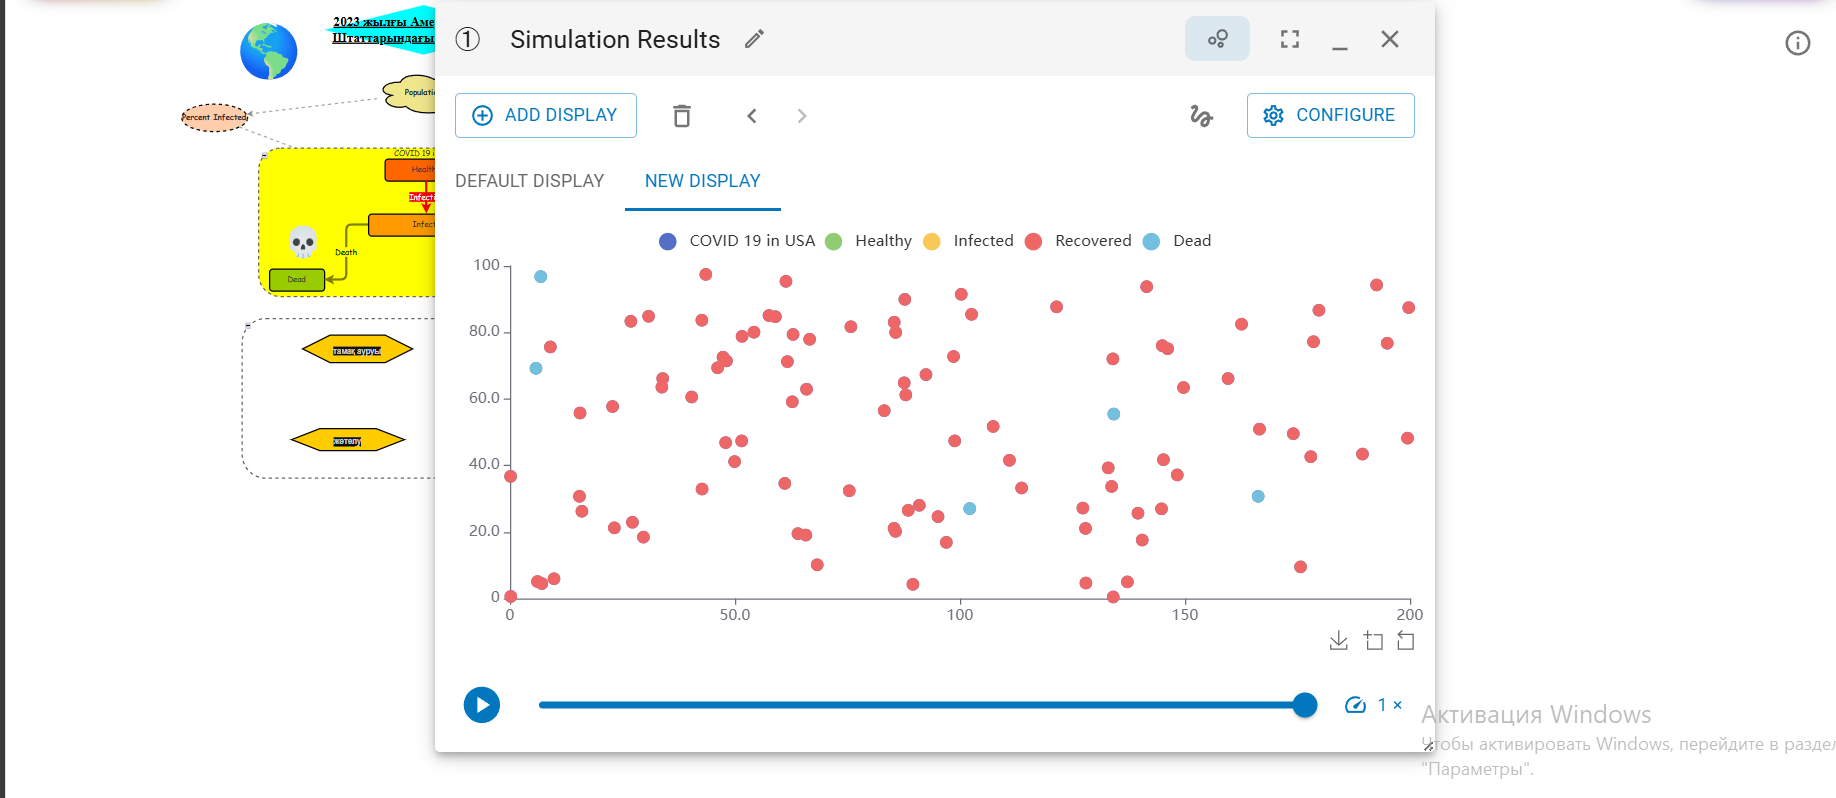 2023 жылғы Аме
Штаттарындағы
Populati
Percent Infected
COVID 19 i
Health
Infecti
Infect
Death
Dead
тамақ ауруы
жөтелу
① Simulation Results
ADD DISPLAY
CONFIGURE
DEFAULT DISPLAY NEW DISPLAY
COVID 19 in USA Healthy Infected Recovered Dead
100
80.0
60.0
40.0
20.0
0
0 50.0 100 150 200
1 ×
Активация Windows
Чтобы активировать Windows, перейдите в раздел
"Параметры".